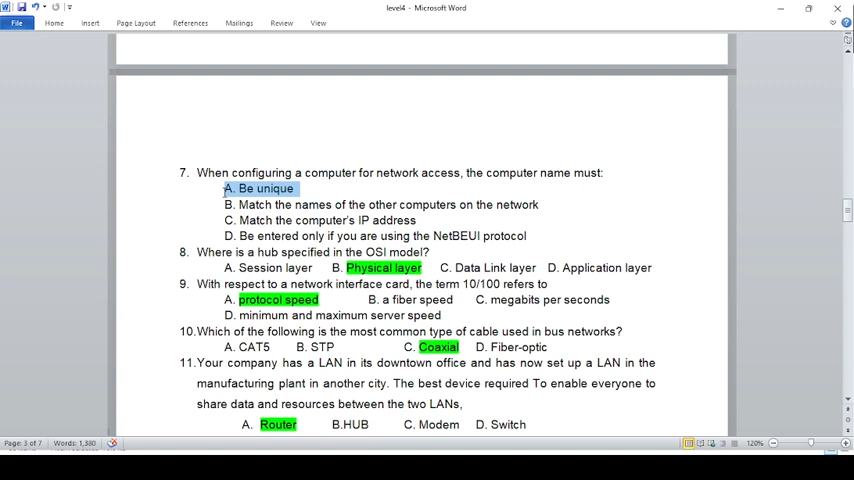 level4 - Microsoft Word
File Home Insert Page Layout References Mailings Review View
7. When configuring a computer for network access, the computer name must:
A. Be unique
B. Match the names of the other computers on the network
C. Match the computer's IP address
D. Be entered only if you are using the NetBEUI protocol
8. Where is a hub specified in the OSI model?
A. Session layer B. Physical layer C. Data Link layer D. Application layer
9. With respect to a network interface card, the term 10/100 refers to
A. protocol speed B. a fiber speed C. megabits per seconds
D. minimum and maximum server speed
10. Which of the following is the most common type of cable used in bus networks?
A. CAT5 B. STP C. Coaxial D. Fiber-optic
11. Your company has a LAN in its downtown office and has now set up a LAN in the
manufacturing plant in another city. The best device required To enable everyone to
share data and resources between the two LANs,
A. Router B.HUB C. Modem D. Switch
Page: 3 of 7 Words: 1,380 120%